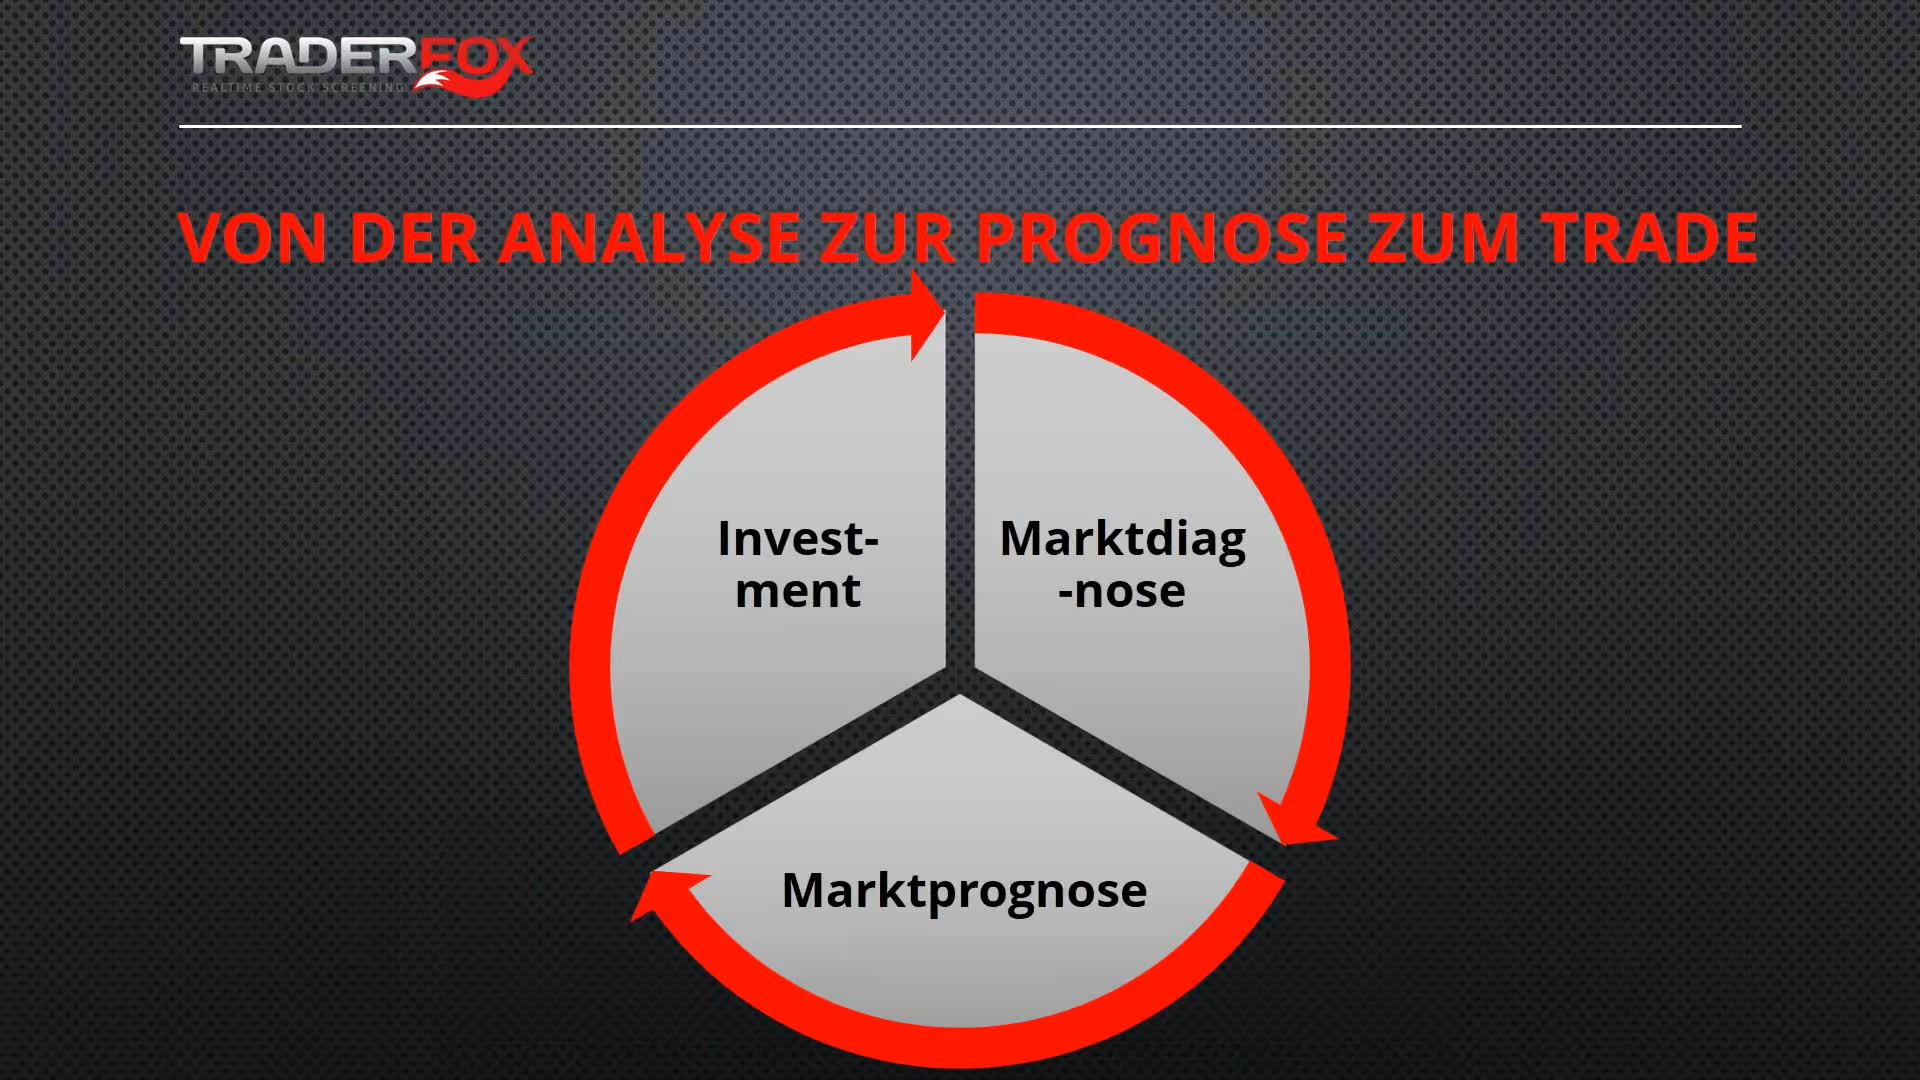 TRADERFOX
REALTIME STOCK SCREENING
VON DER ANALYSE ZUR PROGNOSE ZUM TRADE
Invest-
ment
Marktdiag
-nose
Marktprognose